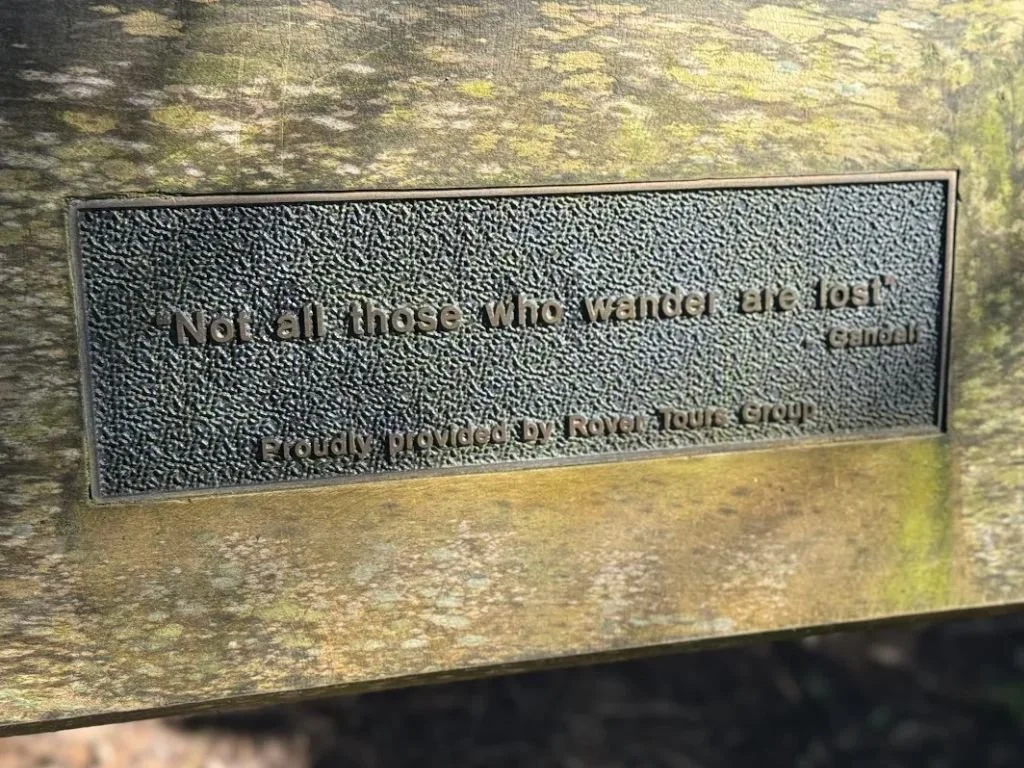 "Not all those who wander are lost"
Gandalf
Proudly provided by Rover Tours Group